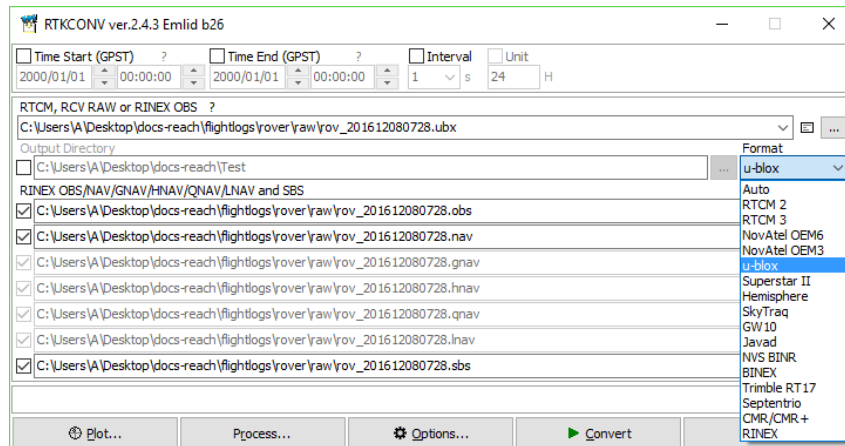 RTKCONV ver.2.4.3 Emlid b26
Time Start (GPST) ? Time End (GPST) ? Interval Unit
2000/01/01 00:00:00 2000/01/01 00:00:00 1 s 24 H
RTCM, RCV RAW or RINEX OBS ?
C:\Users\A\Desktop\docs-reach\flightlogs\rover\raw\rov_201612080728.ubx ...
Output Directory Format
C:\Users\A\Desktop\docs-reach\Test ... u-blox
RINEX OBS/NAV/GNAV/HNAV/QNAV/LNAV and SBS
C:\Users\A\Desktop\docs-reach\flightlogs\rover\raw\rov_201612080728.obs
C:\Users\A\Desktop\docs-reach\flightlogs\rover\raw\rov_201612080728.nav
C:\Users\A\Desktop\docs-reach\flightlogs\rover\raw\rov_201612080728.gnav
C:\Users\A\Desktop\docs-reach\flightlogs\rover\raw\rov_201612080728.hnav
C:\Users\A\Desktop\docs-reach\flightlogs\rover\raw\rov_201612080728.qnav
C:\Users\A\Desktop\docs-reach\flightlogs\rover\raw\rov_201612080728.lnav
C:\Users\A\Desktop\docs-reach\flightlogs\rover\raw\rov_201612080728.sbs
Auto
RTCM 2
RTCM 3
NovAtel OEM6
NovAtel OEM3
u-blox
Superstar II
Hemisphere
SkyTraq
GW10
Javad
NVS BINR
BINEX
Trimble RT17
Septentrio
CMR/CMR+
RINEX
Plot... Process... Options... Convert